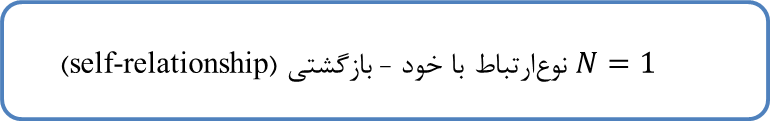 N = 1 نوع‌ارتباط با خود – بازگشتی (self-relationship)